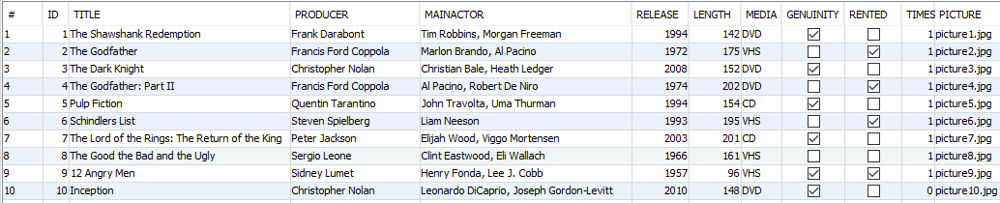 # ID TITLE PRODUCER MAINACTOR RELEASE LENGTH MEDIA GENUINITY RENTED TIMES PICTURE
1 1 The Shawshank Redemption Frank Darabont Tim Robbins, Morgan Freeman 1994 142 DVD 1 picture1.jpg
2 2 The Godfather Francis Ford Coppola Marlon Brando, Al Pacino 1972 175 VHS 1 picture2.jpg
3 3 The Dark Knight Christopher Nolan Christian Bale, Heath Ledger 2008 152 DVD 1 picture3.jpg
4 4 The Godfather: Part II Francis Ford Coppola Al Pacino, Robert De Niro 1974 202 DVD 1 picture4.jpg
5 5 Pulp Fiction Quentin Tarantino John Travolta, Uma Thurman 1994 154 CD 1 picture5.jpg
6 6 Schindlers List Steven Spielberg Liam Neeson 1993 195 VHS 1 picture6.jpg
7 7 The Lord of the Rings: The Return of the King Peter Jackson Elijah Wood, Viggo Mortensen 2003 201 CD 1 picture7.jpg
8 8 The Good the Bad and the Ugly Sergio Leone Clint Eastwood, Eli Wallach 1966 161 VHS 1 picture8.jpg
9 9 12 Angry Men Sidney Lumet Henry Fonda, Lee J. Cobb 1957 96 VHS 1 picture9.jpg
10 10 Inception Christopher Nolan Leonardo DiCaprio, Joseph Gordon-Levitt 2010 148 DVD 0 picture10.jpg